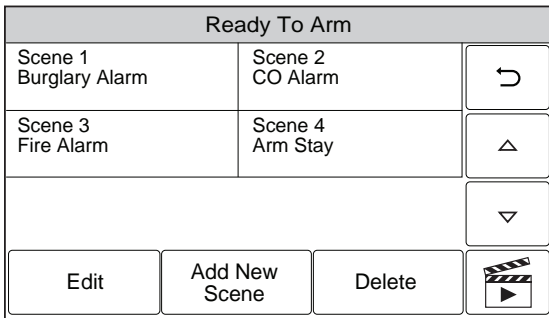 Ready To Arm
Scene 1
Burglary Alarm
Scene 2
CO Alarm
Scene 3
Fire Alarm
Scene 4
Arm Stay
Edit
Add New
Scene
Delete